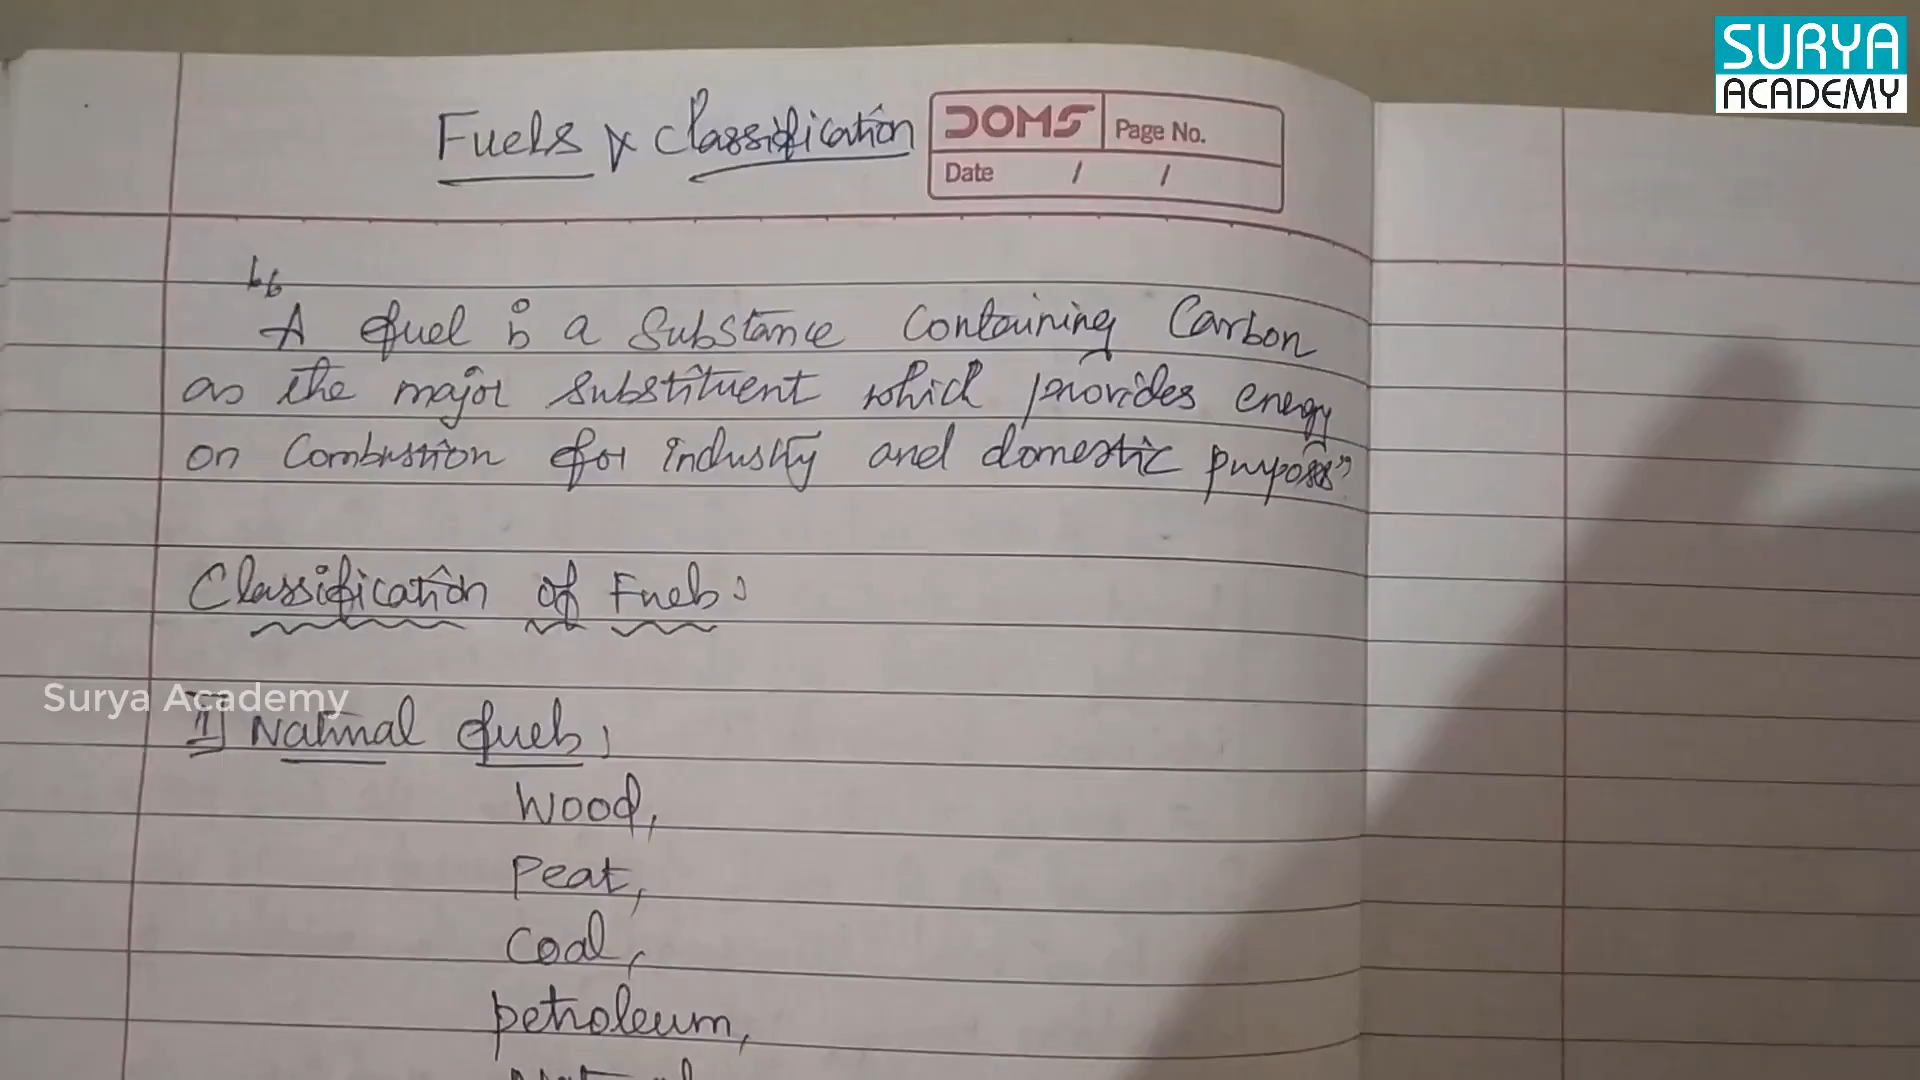 SURYA
ACADEMY
Fuels & Classification
DOMS Page No.
Date / /
"A fuel is a substance containing Carbon
as the major substituent which provides energy
on Combustion for industry and domestic purposes"
Classification of Fuels:
Surya Academy
1] Natural fuels:
Wood,
Peat,
Coal,
petroleum,